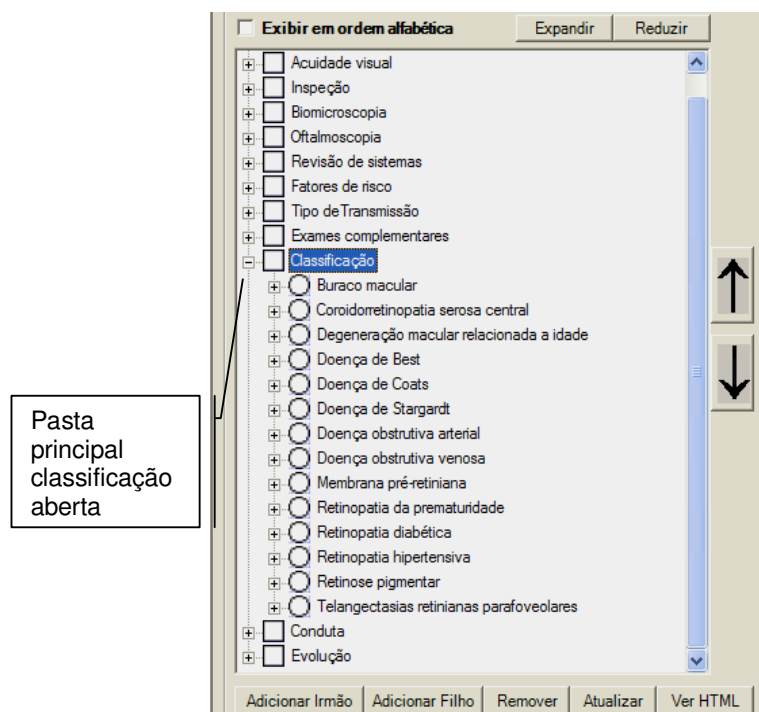 Exibir em ordem alfabética Expandir Reduzir
Acuidade visual
Inspeção
Biomicroscopia
Oftalmoscopia
Revisão de sistemas
Fatores de risco
Tipo de Transmissão
Exames complementares
Classificação
Buraco macular
Coroidorretinopatia serosa central
Degeneração macular relacionada a idade
Doença de Best
Doença de Coats
Doença de Stargardt
Doença obstrutiva arterial
Doença obstrutiva venosa
Membrana pré-retiniana
Retinopatia da prematuridade
Retinopatia diabética
Retinopatia hipertensiva
Retinose pigmentar
Telangectasias retinianas parafoveolares
Conduta
Evolução
Adicionar Irmão Adicionar Filho Remover Atualizar Ver HTML
Pasta
principal
classificação
aberta